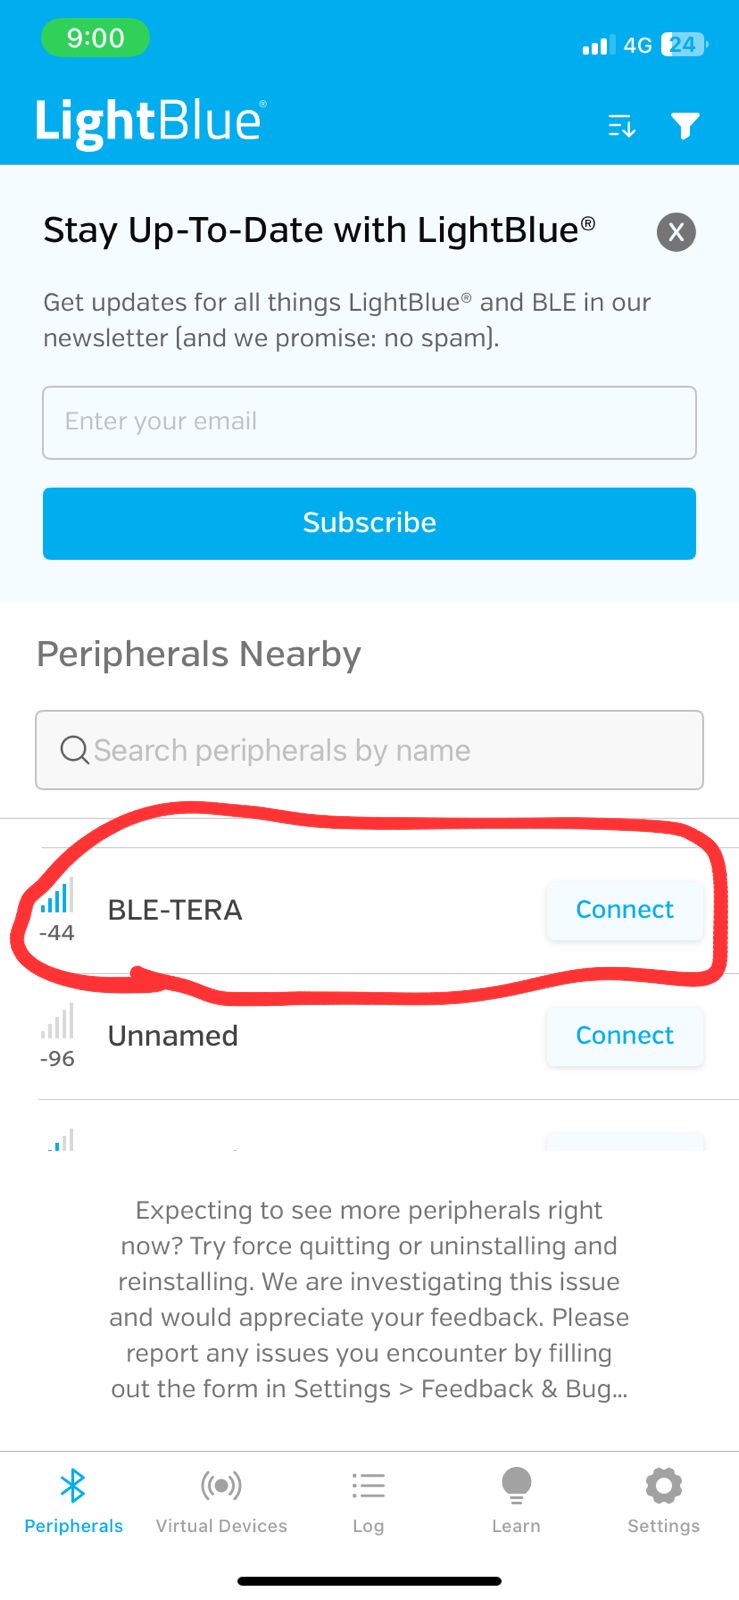 9:00
4G 24
LightBlue®
Stay Up-To-Date with LightBlue®
X
Get updates for all things LightBlue® and BLE in our
newsletter (and we promise: no spam).
Enter your email
Subscribe
Peripherals Nearby
Search peripherals by name
BLE-TERA
Connect
-44
Unnamed
Connect
-96
Expecting to see more peripherals right
now? Try force quitting or uninstalling and
reinstalling. We are investigating this issue
and would appreciate your feedback. Please
report any issues you encounter by filling
out the form in Settings > Feedback & Bug...
Peripherals
Virtual Devices
Log
Learn
Settings